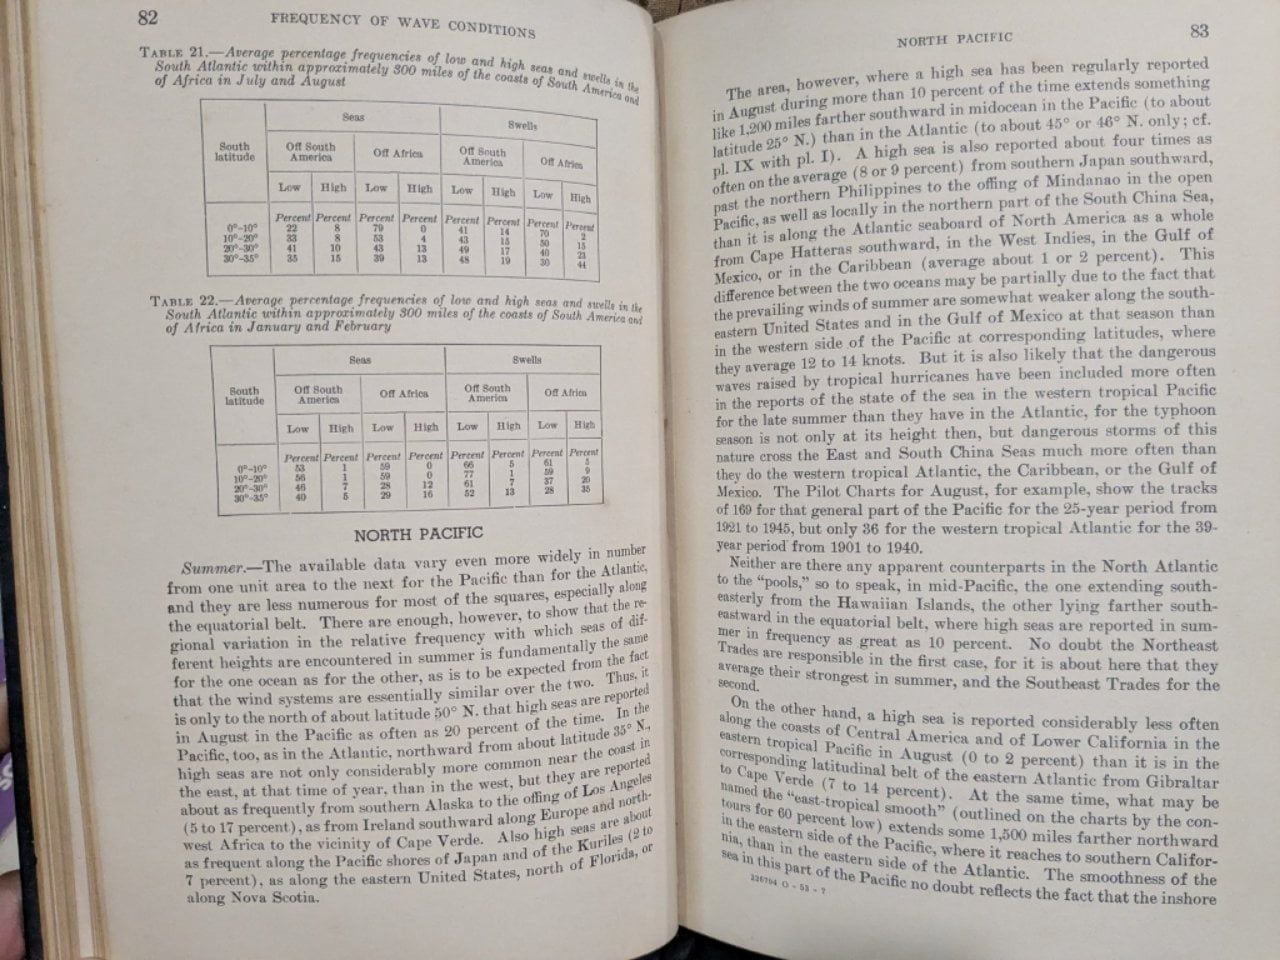 82
FREQUENCY OF WAVE CONDITIONS
TABLE 21.—Average percentage frequencies of low and high seas and swells in the
South Atlantic within approximately 300 miles of the coasts of South America and
of Africa in July and August
Seas Swells
South latitude Off South America Off Africa Off South America Off Africa
Low High Low High Low High Low High
Percent Percent Percent Percent Percent Percent Percent Percent
0°-10° 22 8 79 0 41 14 70 2
10°-20° 33 8 53 4 43 15 50 15
20°-30° 41 10 43 13 49 17 40 23
30°-35° 35 15 39 13 48 19 30 44
TABLE 22.—Average percentage frequencies of low and high seas and swells in the
South Atlantic within approximately 300 miles of the coasts of South America and
of Africa in January and February
Seas Swells
South latitude Off South America Off Africa Off South America Off Africa
Low High Low High Low High Low High
Percent Percent Percent Percent Percent Percent Percent Percent
0°-10° 53 1 59 0 66 5 61 5
10°-20° 56 1 59 0 77 1 59 9
20°-30° 46 7 28 12 61 7 37 20
30°-35° 40 5 29 16 52 13 28 35
NORTH PACIFIC
Summer.—The available data vary even more widely in number
from one unit area to the next for the Pacific than for the Atlantic,
and they are less numerous for most of the squares, especially along
the equatorial belt. There are enough, however, to show that the re-
gional variation in the relative frequency with which seas of dif-
ferent heights are encountered in summer is fundamentally the same
for the one ocean as for the other, as is to be expected from the fact
that the wind systems are essentially similar over the two. Thus, it
is only to the north of about latitude 50° N. that high seas are reported
in August in the Pacific as often as 20 percent of the time. In the
Pacific, too, as in the Atlantic, northward from about latitude 35° N.,
high seas are not only considerably more common near the coast in
the east, at that time of year, than in the west, but they are reported
about as frequently from southern Alaska to the offing of Los Angeles
(5 to 17 percent), as from Ireland southward along Europe and north-
west Africa to the vicinity of Cape Verde. Also high seas are about
as frequent along the Pacific shores of Japan and of the Kuriles (2 to
7 percent), as along the eastern United States, north of Florida, or
along Nova Scotia.
NORTH PACIFIC
83
The area, however, where a high sea has been regularly reported
in August during more than 10 percent of the time extends something
like 1,200 miles farther southward in midocean in the Pacific (to about
latitude 25° N.) than in the Atlantic (to about 45° or 46° N. only; cf.
pl. IX with pl. I). A high sea is also reported about four times as
often on the average (8 or 9 percent) from southern Japan southward,
past the northern Philippines to the offing of Mindanao in the open
Pacific, as well as locally in the northern part of the South China Sea,
than it is along the Atlantic seaboard of North America as a whole
from Cape Hatteras southward, in the West Indies, in the Gulf of
Mexico, or in the Caribbean (average about 1 or 2 percent). This
difference between the two oceans may be partially due to the fact that
the prevailing winds of summer are somewhat weaker along the south-
eastern United States and in the Gulf of Mexico at that season than
in the western side of the Pacific at corresponding latitudes, where
they average 12 to 14 knots. But it is also likely that the dangerous
waves raised by tropical hurricanes have been included more often
in the reports of the state of the sea in the western tropical Pacific
for the late summer than they have in the Atlantic, for the typhoon
season is not only at its height then, but dangerous storms of this
nature cross the East and South China Seas much more often than
they do the western tropical Atlantic, the Caribbean, or the Gulf of
Mexico. The Pilot Charts for August, for example, show the tracks
of 169 for that general part of the Pacific for the 25-year period from
1921 to 1945, but only 36 for the western tropical Atlantic for the 39-
year period from 1901 to 1940.
Neither are there any apparent counterparts in the North Atlantic
to the "pools," so to speak, in mid-Pacific, the one extending south-
easterly from the Hawaiian Islands, the other lying farther south-
eastward in the equatorial belt, where high seas are reported in sum-
mer in frequency as great as 10 percent. No doubt the Northeast
Trades are responsible in the first case, for it is about here that they
average their strongest in summer, and the Southeast Trades for the
second.
On the other hand, a high sea is reported considerably less often
along the coasts of Central America and of Lower California in the
eastern tropical Pacific in August (0 to 2 percent) than it is in the
corresponding latitudinal belt of the eastern Atlantic from Gibraltar
to Cape Verde (7 to 14 percent). At the same time, what may be
named the "east-tropical smooth" (outlined on the charts by the con-
tours for 60 percent low) extends some 1,500 miles farther northward
in the eastern side of the Pacific, where it reaches to southern Califor-
nia, than in the eastern side of the Atlantic. The smoothness of the
sea in this part of the Pacific no doubt reflects the fact that the inshore
226704 O - 53 - 7